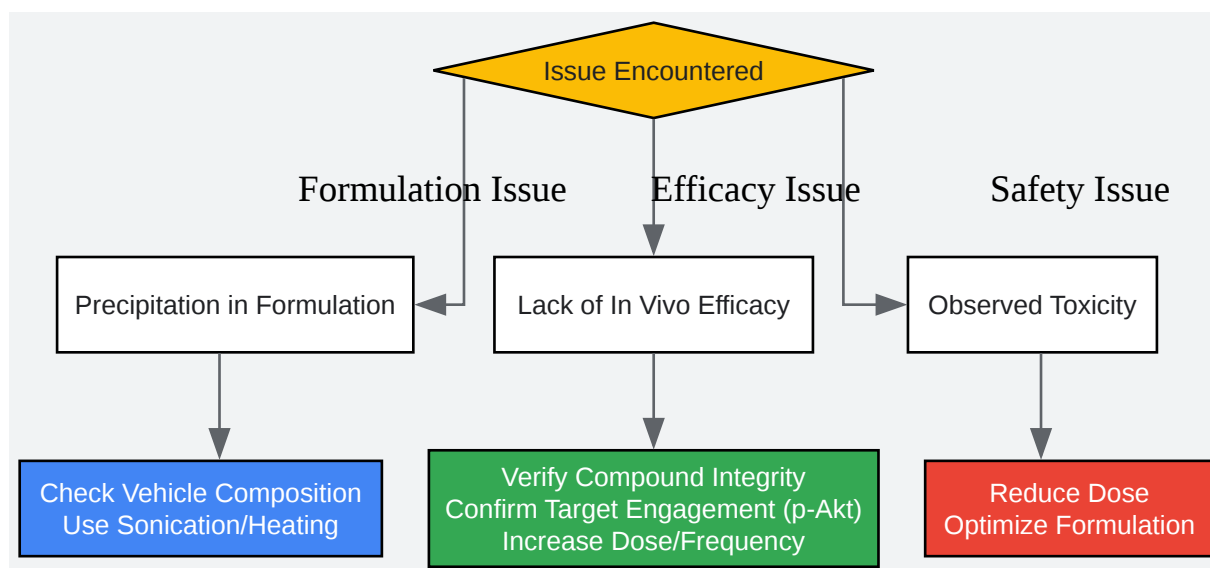 Issue Encountered
Formulation Issue
Efficacy Issue
Safety Issue
Precipitation in Formulation
Lack of In Vivo Efficacy
Observed Toxicity
Check Vehicle Composition
Use Sonication/Heating
Verify Compound Integrity
Confirm Target Engagement (p-Akt)
Increase Dose/Frequency
Reduce Dose
Optimize Formulation